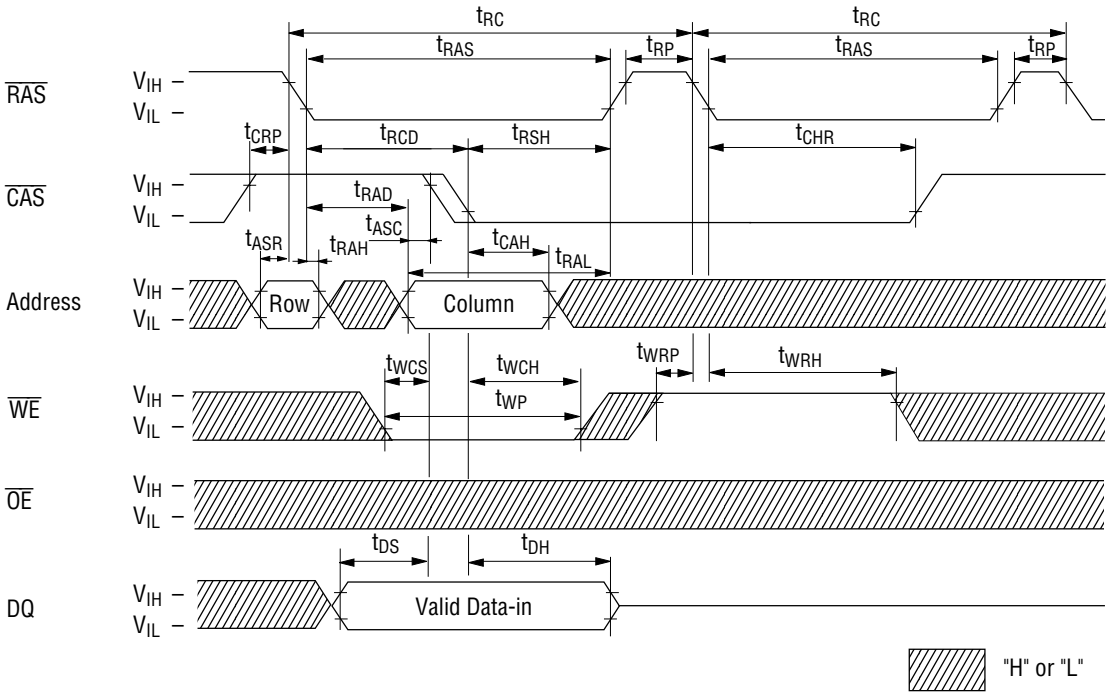 tRC tRC
tRAS tRP tRAS tRP
RAS VIH VIL
tCRP tRCD tRSH tCHR
CAS VIH VIL
tRAD
tASC
tASR tRAH tCAH
tRAL
Address VIH VIL Row Column
tWCS tWCH tWRP tWRH
tWP
WE VIH VIL
OE VIH VIL
tDS tDH
DQ VIH VIL Valid Data-in
"H" or "L"